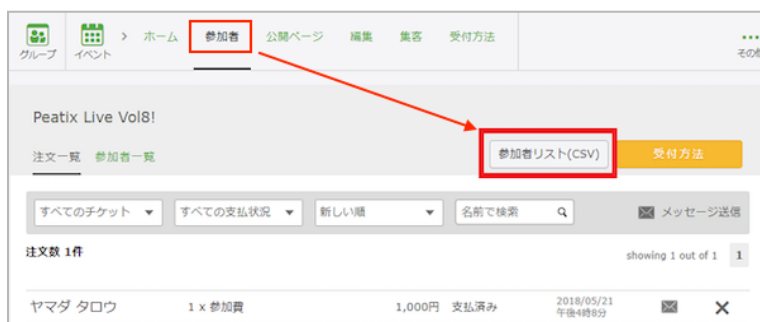 グループ イベント > ホーム 参加者 公開ページ 編集 集客 受付方法
Peatix Live Vol8!
注文一覧 参加者一覧 参加者リスト(CSV) 受付方法
すべてのチケット すべての支払状況 新しい順 名前で検索 メッセージ送信
注文数 1件 showing 1 out of 1 1
ヤマダ タロウ 1 x 参加費 1,000円 支払済み 2018/05/21
午後4時8分